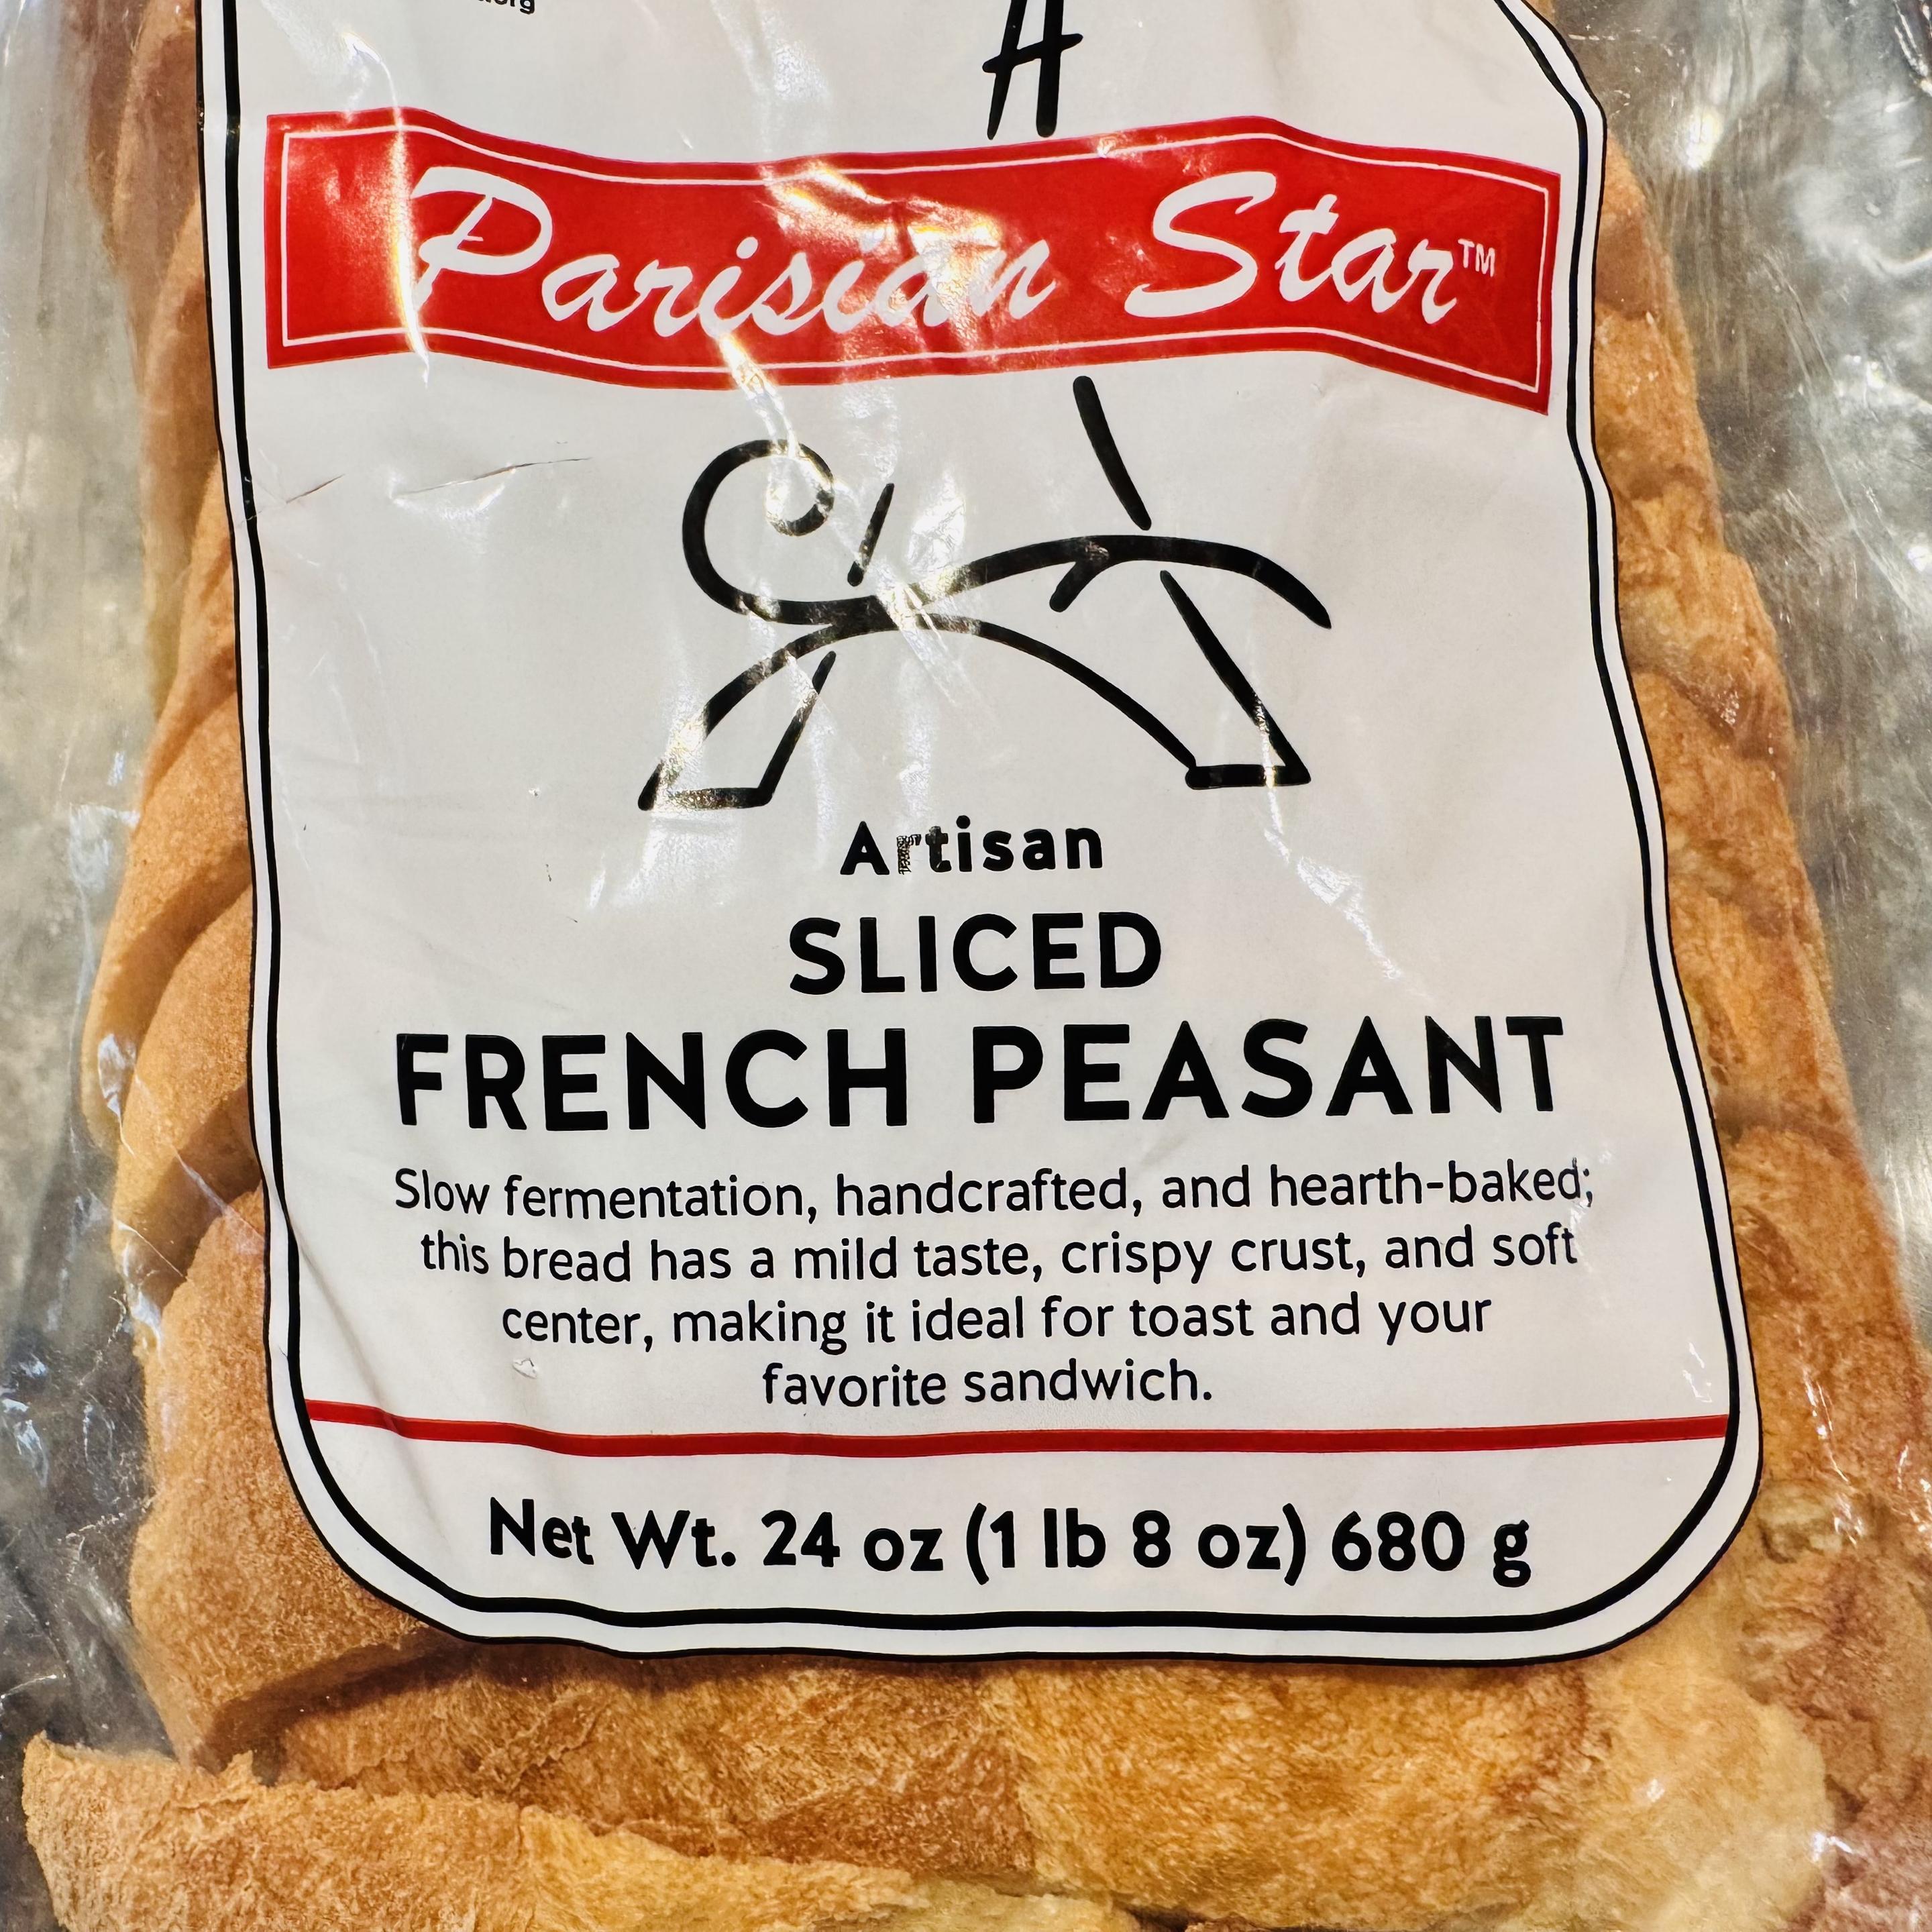 Parisian Star™
Artisan
SLICED
FRENCH PEASANT
Slow fermentation, handcrafted, and hearth-baked;
this bread has a mild taste, crispy crust, and soft
center, making it ideal for toast and your
favorite sandwich.
Net Wt. 24 oz (1 lb 8 oz) 680 g